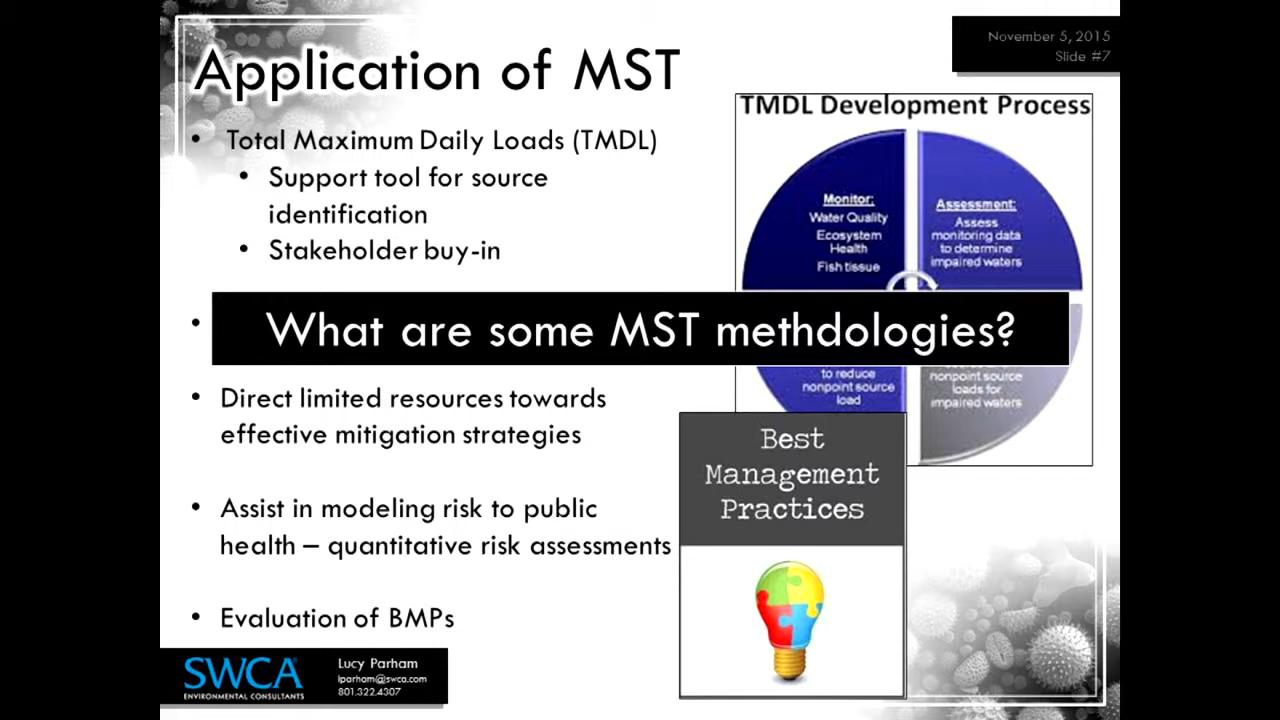 November 5, 2015
Slide #7
Application of MST
• Total Maximum Daily Loads (TMDL)
• Support tool for source
identification
• Stakeholder buy-in
•
What are some MST methdologies?
• Direct limited resources towards
effective mitigation strategies
• Assist in modeling risk to public
health – quantitative risk assessments
• Evaluation of BMPs
TMDL Development Process
Monitor:
Water Quality
Ecosystem
Health
Fish tissue
Assessment:
Assess
monitoring data
to determine
impaired waters
to reduce
nonpoint source
load
nonpoint source
loads for
impaired waters
Best
Management
Practices
SWCA
ENVIRONMENTAL CONSULTANTS
Lucy Parham
lparham@swca.com
801.322.4307